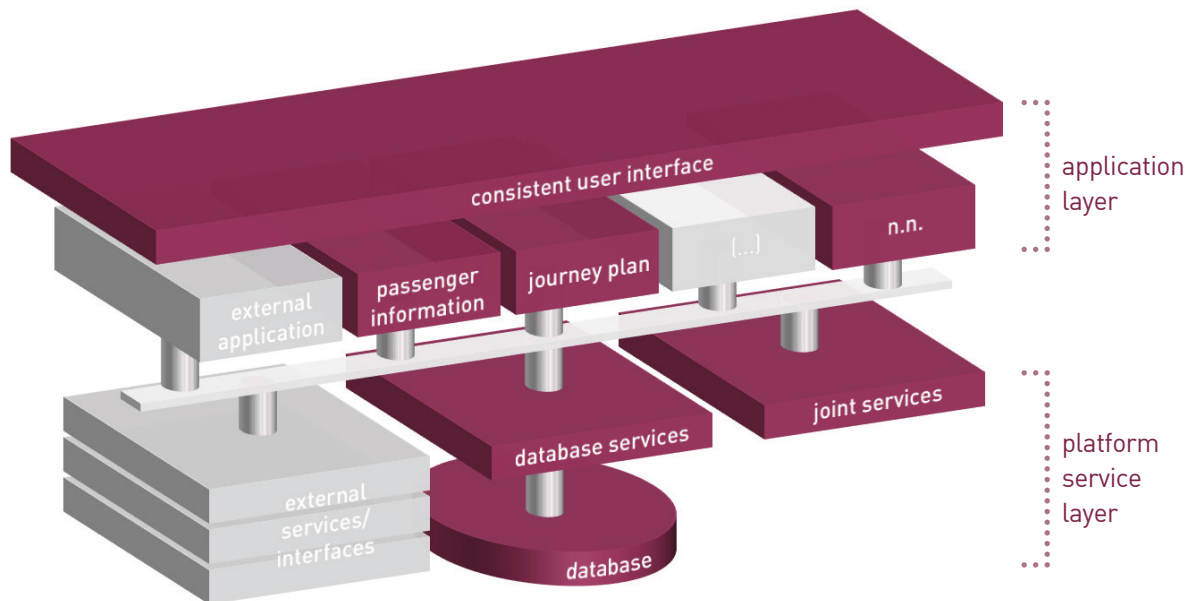 consistent user interface
application
layer
external
application
passenger
information
journey plan
(...)
n.n.
external
services/
interfaces
database services
joint services
database
platform
service
layer